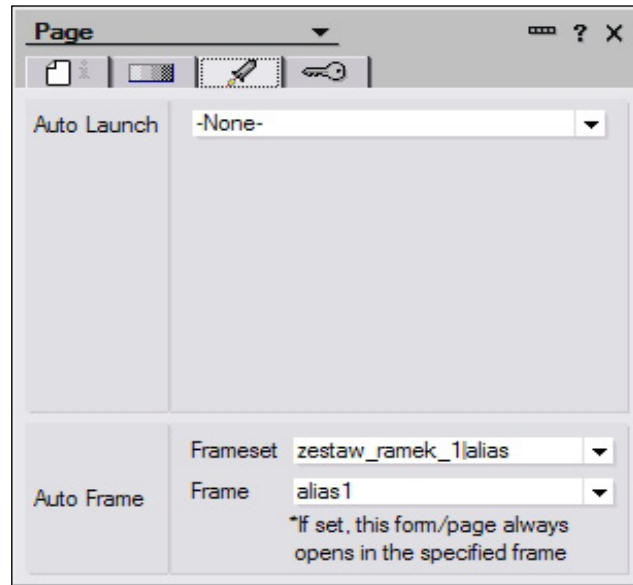 Page
? X
i
Auto Launch -None-
Frameset zestaw_ramek_1|alias
Auto Frame Frame alias1
*If set, this form/page always
opens in the specified frame